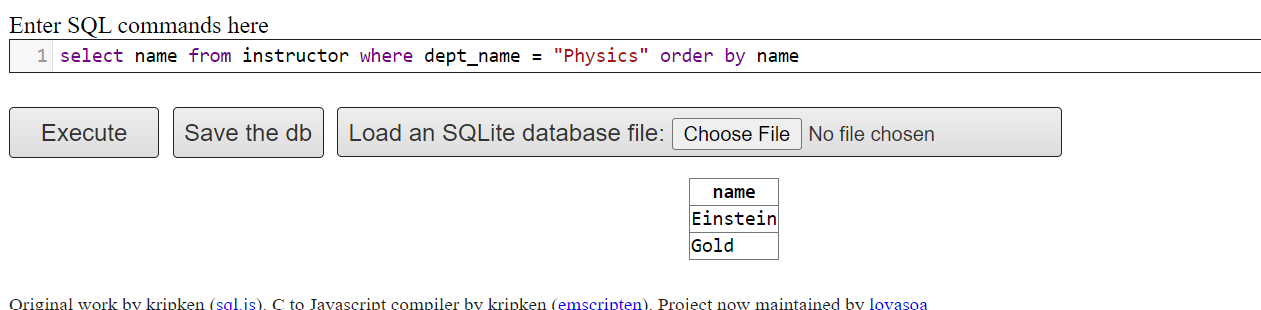 Enter SQL commands here
1 select name from instructor where dept_name = "Physics" order by name
Execute Save the db Load an SQLite database file: Choose File No file chosen
name
Einstein
Gold
Original work by kripken (sql.js). C to Javascript compiler by kripken (emscripten). Project now maintained by lovasoa